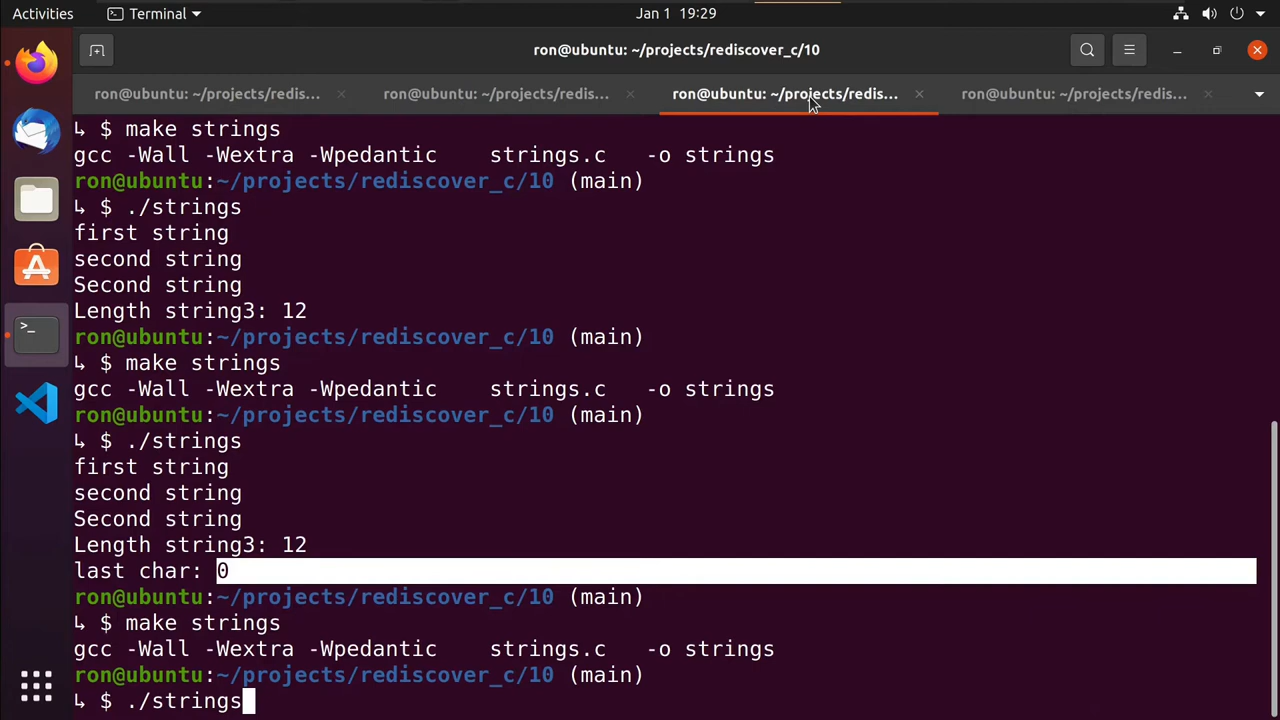 Activities
Terminal
Jan 1 19:29
ron@ubuntu: ~/projects/rediscover_c/10
ron@ubuntu: ~/projects/redis...
ron@ubuntu: ~/projects/redis...
ron@ubuntu: ~/projects/redis...
ron@ubuntu: ~/projects/redis...
↳ $ make strings
gcc -Wall -Wextra -Wpedantic    strings.c   -o strings
ron@ubuntu:~/projects/rediscover_c/10 (main)
↳ $ ./strings
first string
second string
Second string
Length string3: 12
ron@ubuntu:~/projects/rediscover_c/10 (main)
↳ $ make strings
gcc -Wall -Wextra -Wpedantic    strings.c   -o strings
ron@ubuntu:~/projects/rediscover_c/10 (main)
↳ $ ./strings
first string
second string
Second string
Length string3: 12
last char: 0
ron@ubuntu:~/projects/rediscover_c/10 (main)
↳ $ make strings
gcc -Wall -Wextra -Wpedantic    strings.c   -o strings
ron@ubuntu:~/projects/rediscover_c/10 (main)
↳ $ ./strings